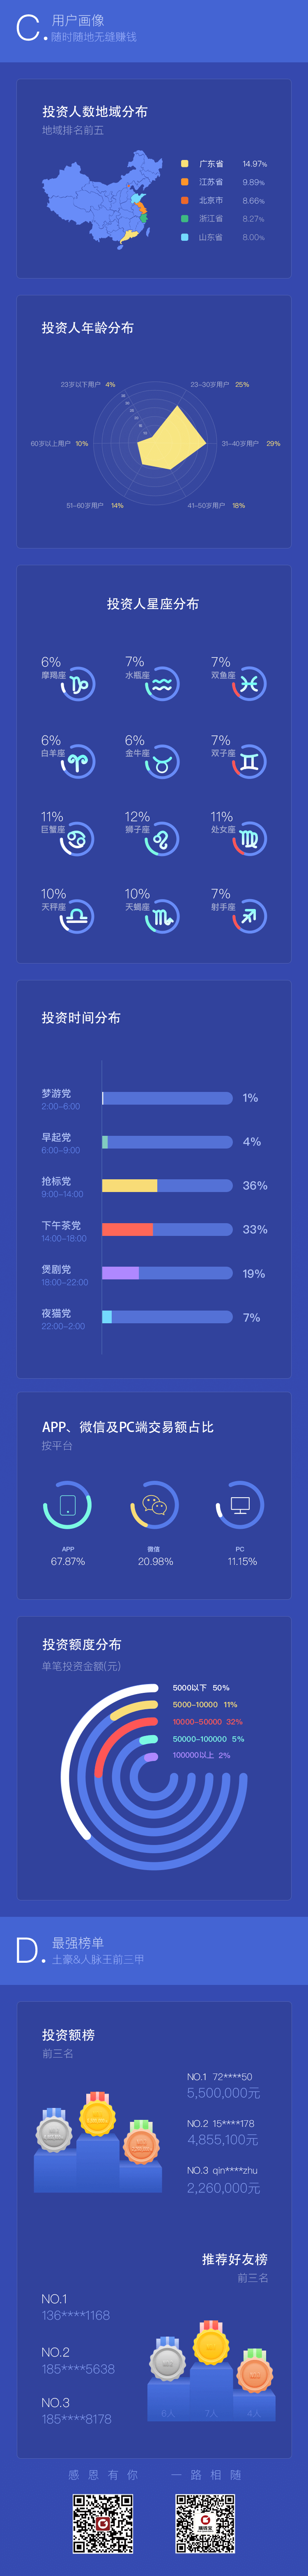 C.
用户画像
随时随地无缝赚钱
投资人数地域分布
地域排名前五
广东省 14.97%
江苏省 9.89%
北京市 8.66%
浙江省 8.27%
山东省 8.00%
投资人年龄分布
23岁以下用户 4%
23-30岁用户 25%
60岁以上用户 10%
31-40岁用户 29%
51-60岁用户 14%
41-50岁用户 18%
投资人星座分布
6% 7% 7%
摩羯座 水瓶座 双鱼座
6% 6% 7%
白羊座 金牛座 双子座
11% 12% 11%
巨蟹座 狮子座 处女座
10% 10% 7%
天秤座 天蝎座 射手座
投资时间分布
梦游党
2:00-6:00
1%
早起党
6:00-9:00
4%
抢标党
9:00-14:00
36%
下午茶党
14:00-18:00
33%
煲剧党
18:00-22:00
19%
夜猫党
22:00-2:00
7%
APP、微信及PC端交易额占比
按平台
APP 微信 PC
67.87% 20.98% 11.15%
投资额度分布
单笔投资金额(元)
5000以下 50%
5000-10000 11%
10000-50000 32%
50000-100000 5%
100000以上 2%
D.
最强榜单
土豪&人脉王前三甲
投资额榜
前三名
NO.1 72****50
5,500,000元
NO.2 15****178
4,855,100元
NO.3 qin****zhu
2,260,000元
推荐好友榜
前三名
NO.1
136****1168
NO.2
185****5638
NO.3
185****8178
6人 7人 4人
感恩有你 一路相随